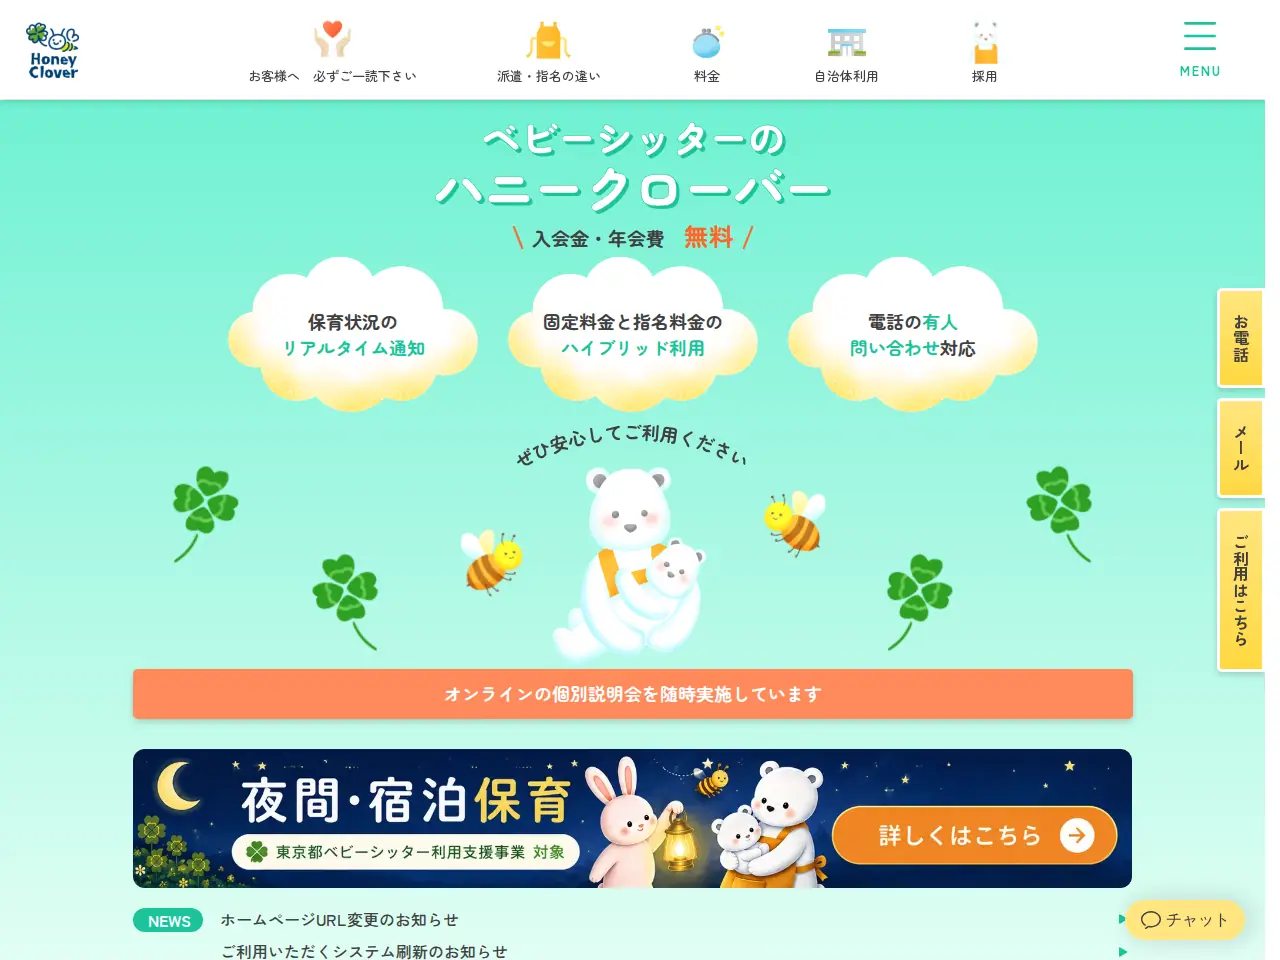 Honey
Clover
お客様へ 必ずご一読下さい
派遣・指名の違い
料金
自治体利用
採用
MENU
ベビーシッターの
ハニークローバー
\ 入会金・年会費 無料 /
保育状況の
リアルタイム通知
固定料金と指名料金の
ハイブリッド利用
電話の有人
問い合わせ対応
ぜひ安心してご利用ください
お電話
メール
ご利用はこちら
オンラインの個別説明会を随時実施しています
夜間・宿泊保育
東京都ベビーシッター利用支援事業 対象
詳しくはこちら
NEWS
ホームページURL変更のお知らせ
ご利用いただくシステム刷新のお知らせ
チャット